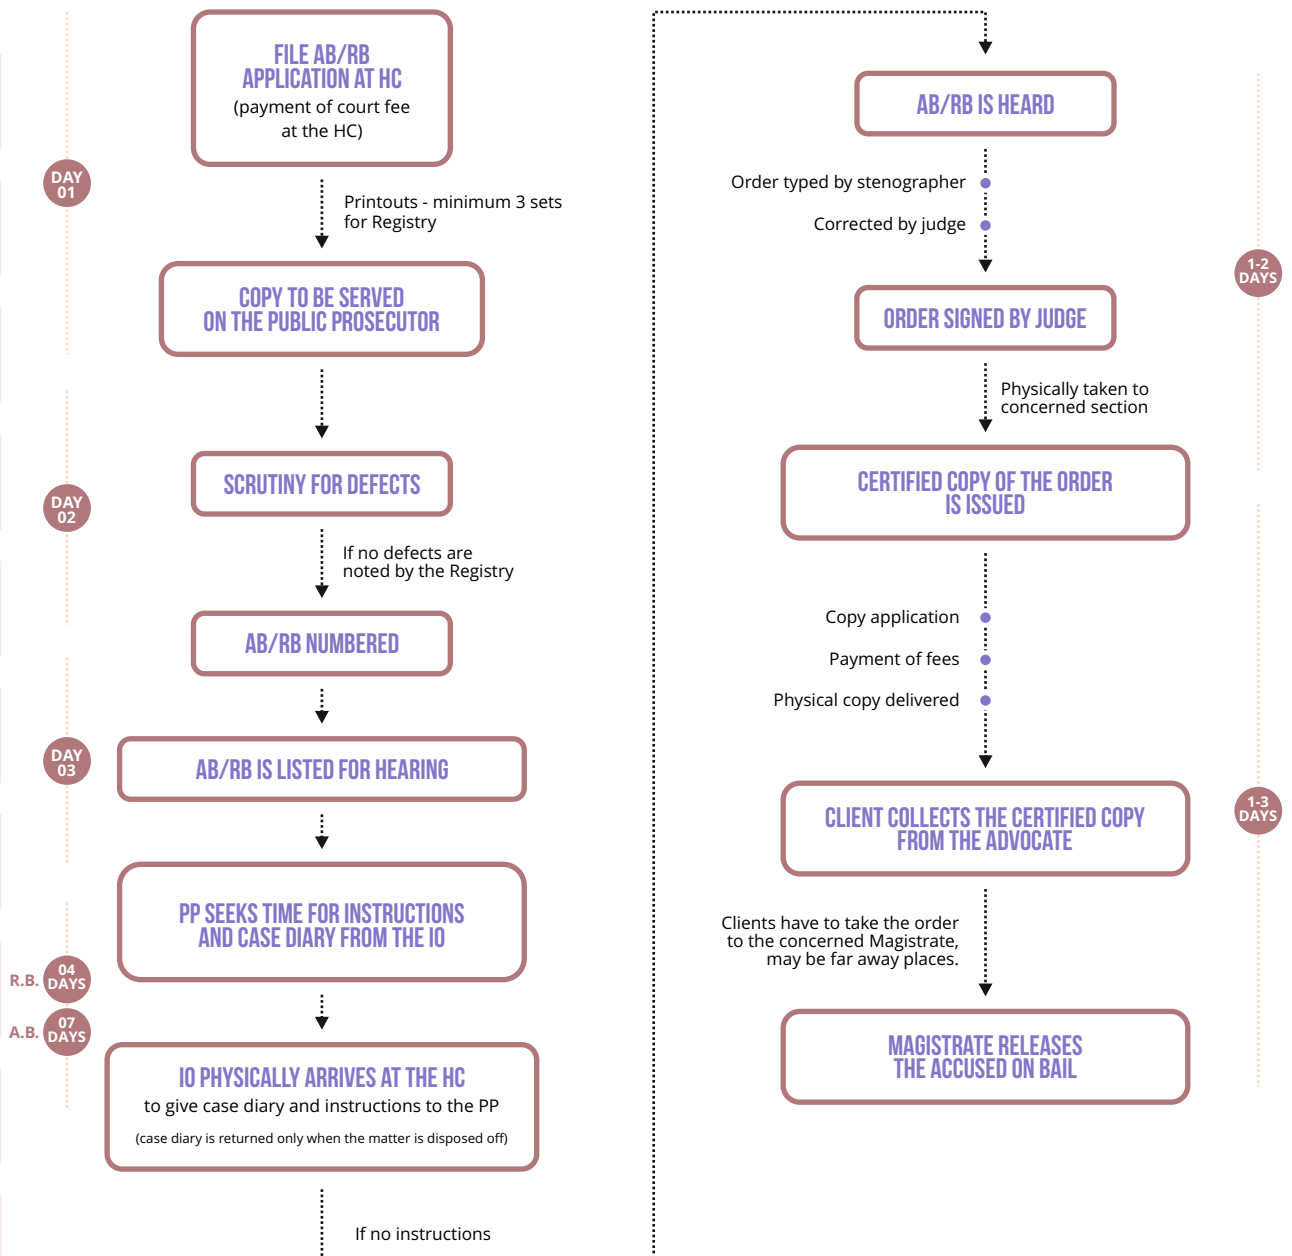 FILE AB/RB
APPLICATION AT HC
(payment of court fee
at the HC)
DAY
01
Printouts - minimum 3 sets
for Registry
COPY TO BE SERVED
ON THE PUBLIC PROSECUTOR
SCRUTINY FOR DEFECTS
DAY
02
If no defects are
noted by the Registry
AB/RB NUMBERED
DAY
03
AB/RB IS LISTED FOR HEARING
PP SEEKS TIME FOR INSTRUCTIONS
AND CASE DIARY FROM THE IO
R.B. 04
DAYS
A.B. 07
DAYS
IO PHYSICALLY ARRIVES AT THE HC
to give case diary and instructions to the PP
(case diary is returned only when the matter is disposed off)
If no instructions
AB/RB IS HEARD
Order typed by stenographer
Corrected by judge
1-2
DAYS
ORDER SIGNED BY JUDGE
Physically taken to
concerned section
CERTIFIED COPY OF THE ORDER
IS ISSUED
Copy application
Payment of fees
Physical copy delivered
1-3
DAYS
CLIENT COLLECTS THE CERTIFIED COPY
FROM THE ADVOCATE
Clients have to take the order
to the concerned Magistrate,
may be far away places.
MAGISTRATE RELEASES
THE ACCUSED ON BAIL